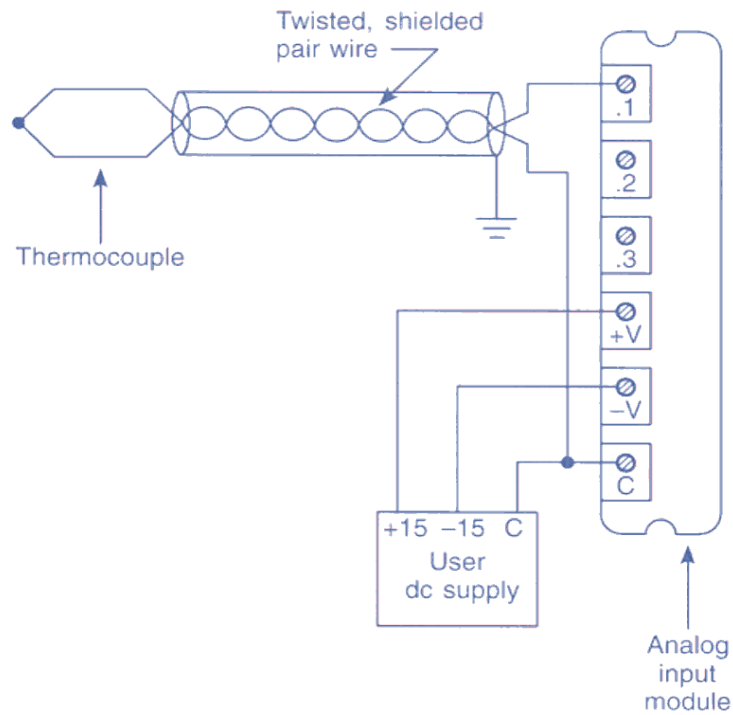 Twisted, shielded
pair wire
.1
.2
.3
Thermocouple
+V
–V
C
+15 –15 C
User
dc supply
Analog
input
module